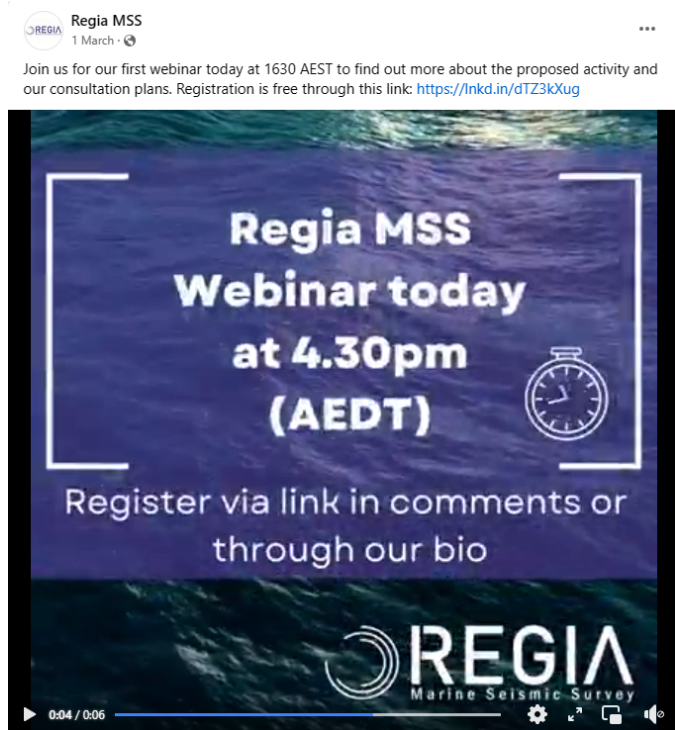 REGIA
Regia MSS
1 March ·
Join us for our first webinar today at 1630 AEST to find out more about the proposed activity and
our consultation plans. Registration is free through this link: https://lnkd.in/dTZ3kXug
Regia MSS
Webinar today
at 4.30pm
(AEDT)
Register via link in comments or
through our bio
REGIA
Marine Seismic Survey
0:04 / 0:06